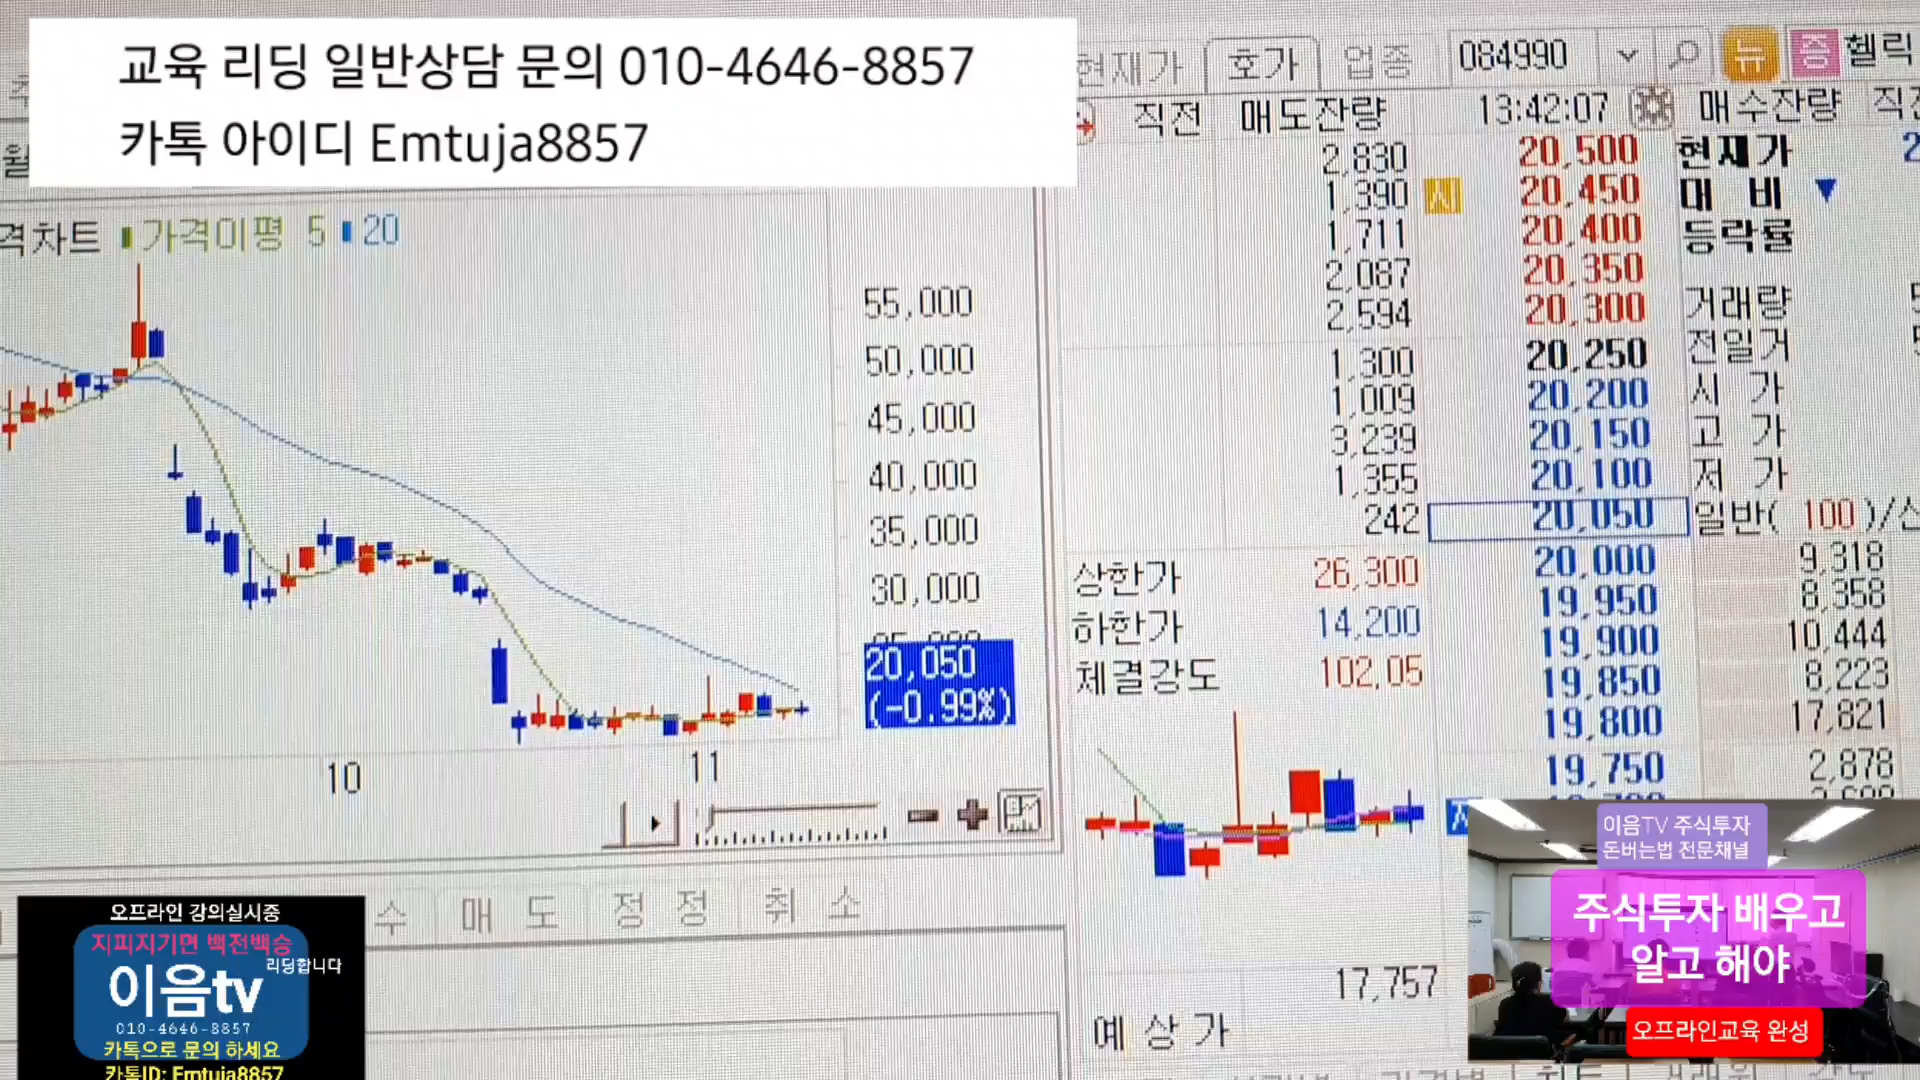 교육 리딩 일반상담 문의 010-4646-8857
카톡 아이디 Emtuja8857
현재가 호가 업종 084990 뉴 증 헬릭
직전 매도잔량 13:42:07 매수잔량
월
격차트 가격이평 5 20
55,000
50,000
45,000
40,000
35,000
30,000
20,050
(-0.99%)
10 11
2,830 20,500 현재가
1,390 시 20,450 대 비 ▼
1,711 20,400 등락률
2,087 20,350
2,594 20,300 거래량
1,300 20,250 전일거
1,009 20,200 시 가
3,239 20,150 고 가
1,355 20,100 저 가
242 20,050 일반( 100)/신
상한가 26,300 20,000 9,318
19,950 8,358
하한가 14,200 19,900 10,444
체결강도 102,05 19,850 8,223
19,800 17,821
19,750 2,878
수 매 도 정 정 취 소
17,757
예 상 가
오프라인 강의실시중
지피지기면 백전백승
리딩합니다
이음tv
010-4646-8857
카톡으로 문의 하세요
카톡ID: Emtuja8857
이음TV 주식투자
돈버는법 전문채널
주식투자 배우고
알고 해야
오프라인교육 완성